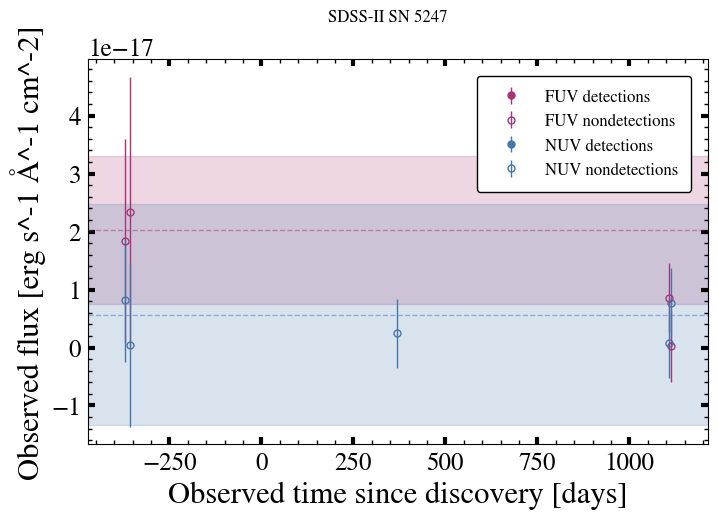 SDSS-II SN 5247
1e−17
Observed flux [erg s^-1 Å^-1 cm^-2]
4
3
2
1
0
−1
FUV detections
FUV nondetections
NUV detections
NUV nondetections
−250 0 250 500 750 1000
Observed time since discovery [days]